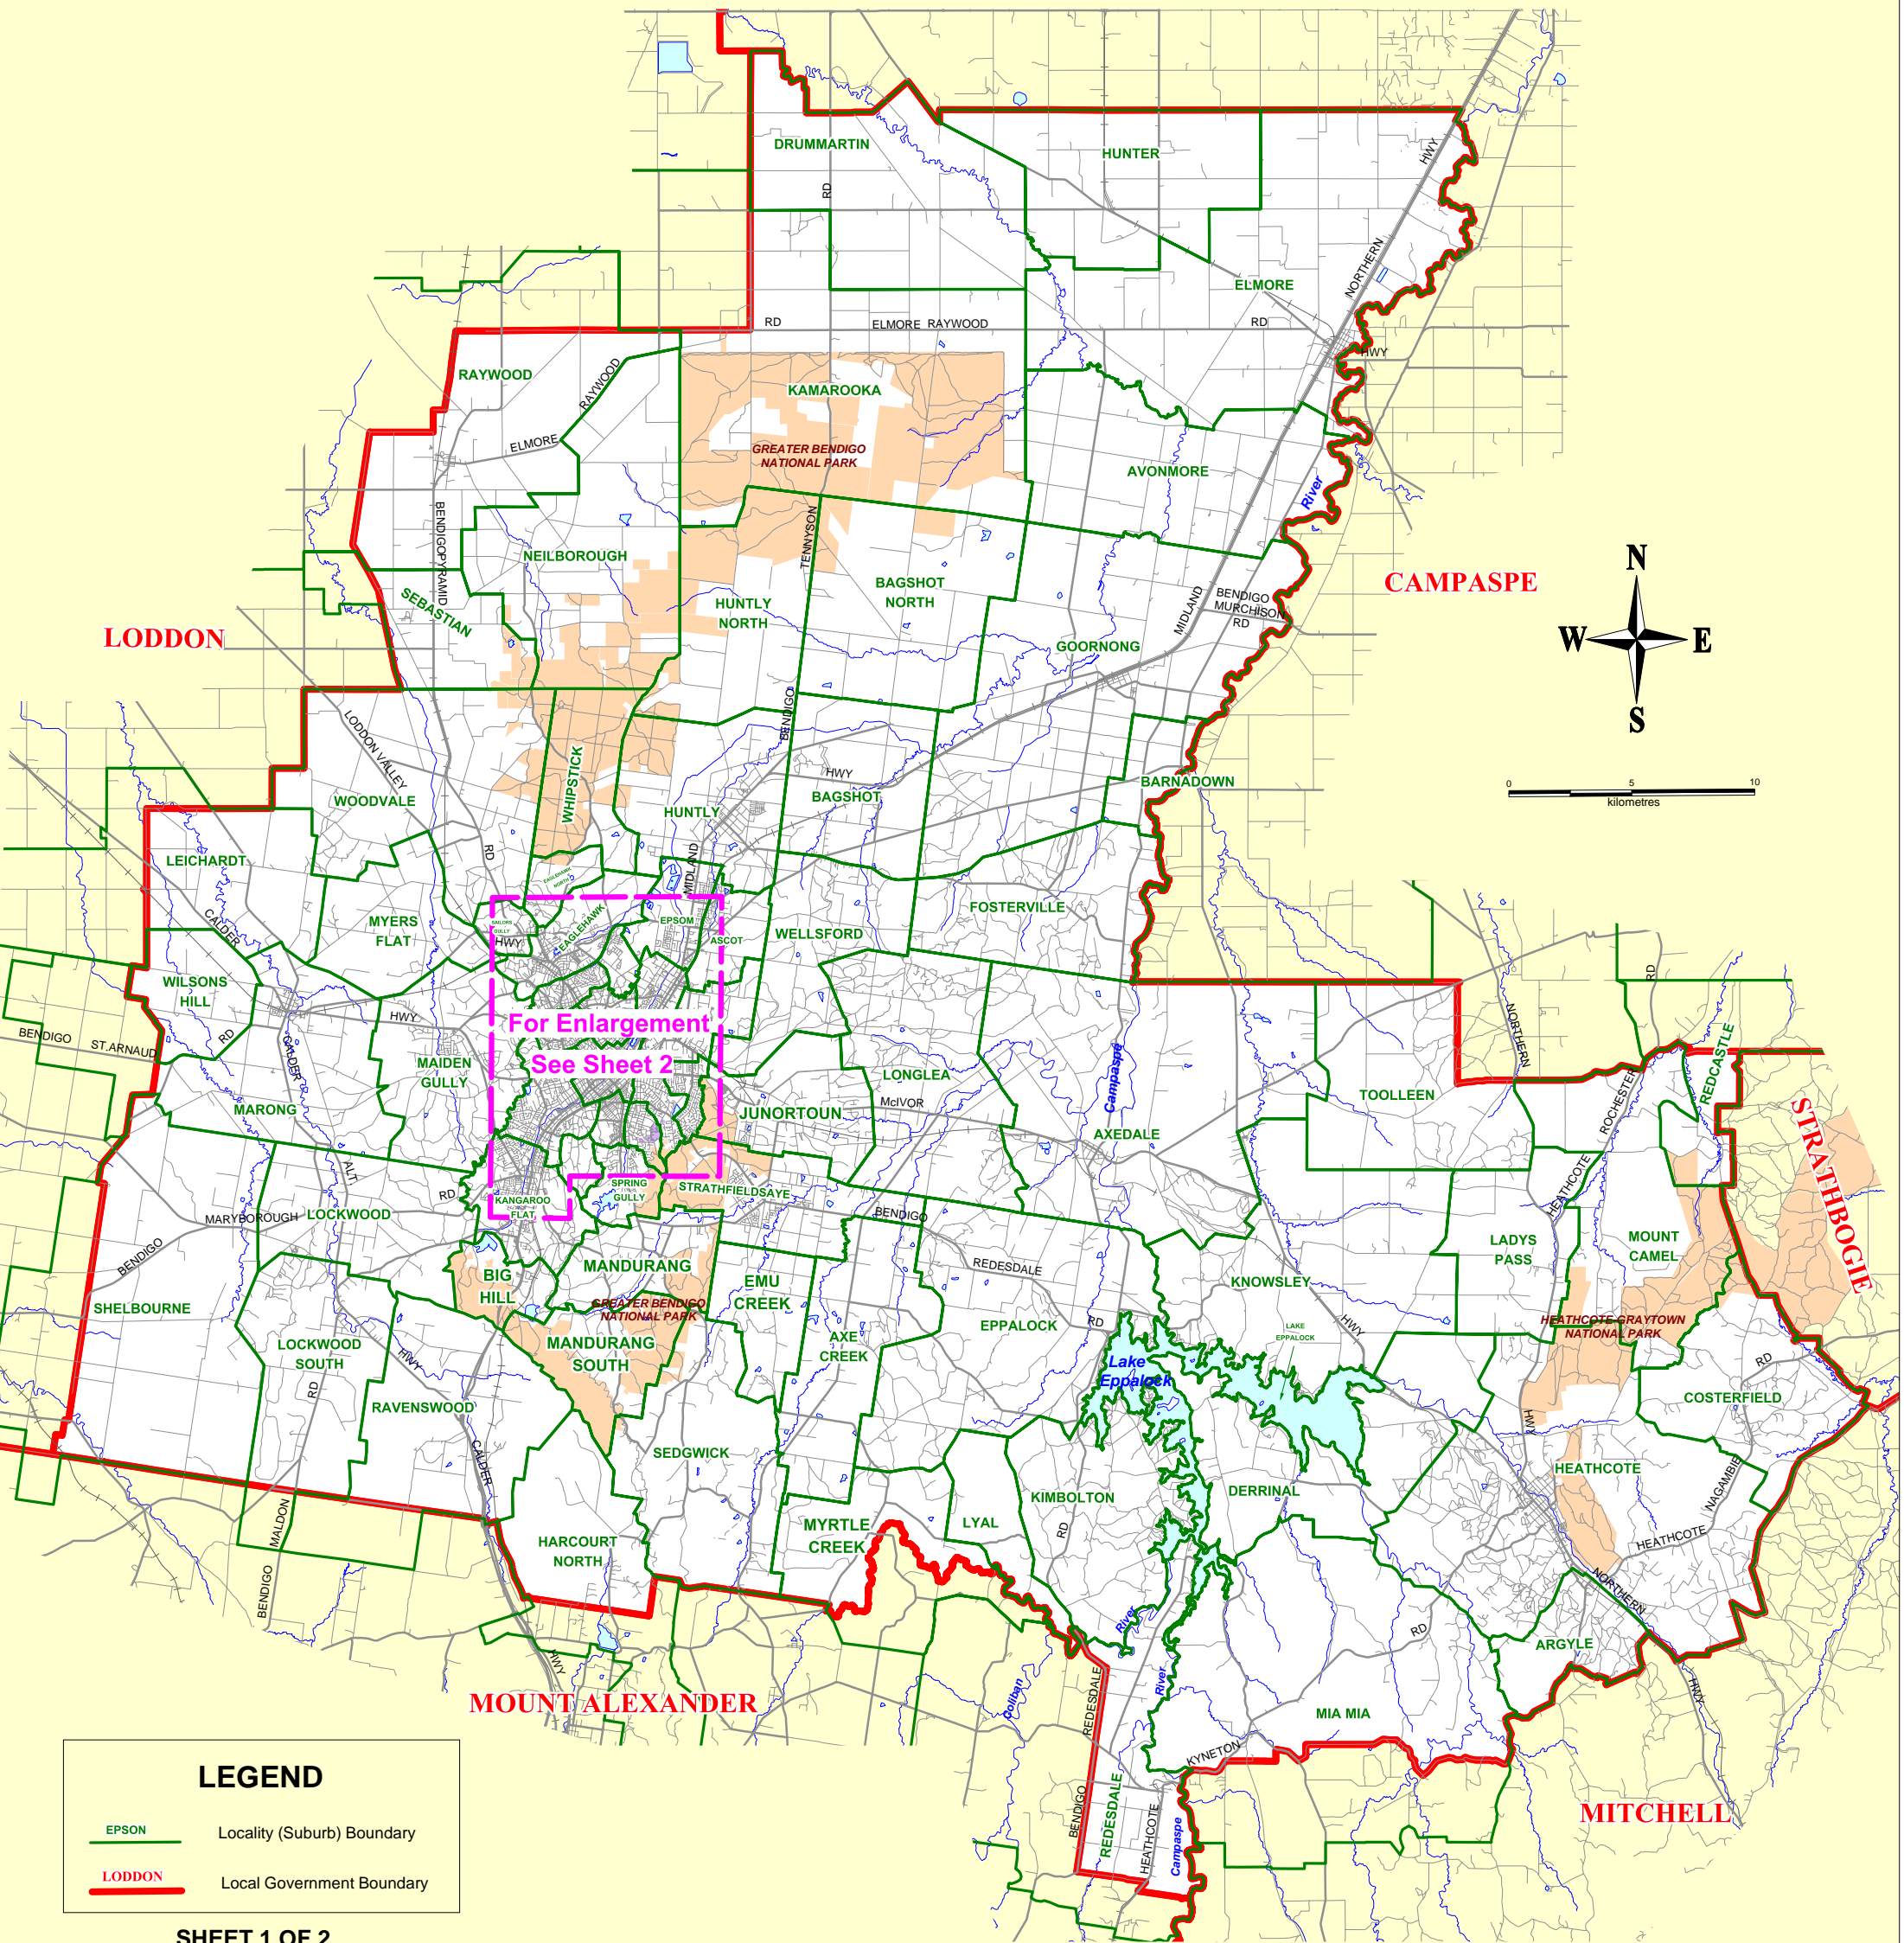 DRUMMARTIN
HUNTER
HWY
RD
NORTHERN
ELMORE
RD
ELMORE RAYWOOD
RD
HWY
RAYWOOD
RAYWOOD
KAMAROOKA
ELMORE
GREATER BENDIGO
NATIONAL PARK
AVONMORE
River
BENDIGOPYRAMID
TENNYSON
NEILBOROUGH
N
CAMPASPE
BAGSHOT
NORTH
SEBASTIAN
HUNTLY
NORTH
MIDLAND
BENDIGO
MURCHISON
RD
LODDON
W
E
GOORNONG
S
LODDON VALLEY
BENDIGO
WHIPSTICK
HWY
BARNADOWN
0
5
10
kilometres
WOODVALE
BAGSHOT
HUNTLY
RD
LEICHARDT
MIDLAND
EAGLEHAWK
NORTH
CALDER
MYERS
FLAT
SAILORS
GULLY
HWY
EAGLEHAWK
EPSOM
ASCOT
WELLSFORD
FOSTERVILLE
WILSONS
HILL
RD
HWY
For Enlargement
See Sheet 2
NORTHERN
RD
BENDIGO
ST.ARNAUD
CALDER
MAIDEN
GULLY
LONGLEA
Campaspe
REDCASTLE
MARONG
JUNORTOUN
McIVOR
AXEDALE
TOOLLEEN
ROCHESTER
STRATHBOGIE
ALT
RD
SPRING
GULLY
STRATHFIELDSAYE
KANGAROO
FLAT
HEATHCOTE
MARYBOROUGH
LOCKWOOD
BENDIGO
BENDIGO
LADYS
PASS
MOUNT
CAMEL
BIG
HILL
MANDURANG
EMU
CREEK
REDESDALE
KNOWSLEY
SHELBOURNE
GREATER BENDIGO
NATIONAL PARK
EPPALOCK
RD
LAKE
EPPALOCK
HWY
HEATHCOTE-GRAYTOWN
NATIONAL PARK
LOCKWOOD
SOUTH
HWY
MANDURANG
SOUTH
AXE
CREEK
Lake
Eppalock
RD
RD
RAVENSWOOD
COSTERFIELD
HWY
CALDER
SEDGWICK
HEATHCOTE
KIMBOLTON
DERRINAL
NAGAMBIE
MALDON
MYRTLE
CREEK
LYAL
RD
HARCOURT
NORTH
HEATHCOTE
BENDIGO
NORTHERN
River
RD
ARGYLE
HWY
Coliban
REDESDALE
River
HWY
MOUNT ALEXANDER
MIA MIA
KYNETON
BENDIGO
REDESDALE
HEATHCOTE
Campaspe
MITCHELL
LEGEND
EPSON
Locality (Suburb) Boundary
LODDON
Local Government Boundary
SHEET 1 OF 2